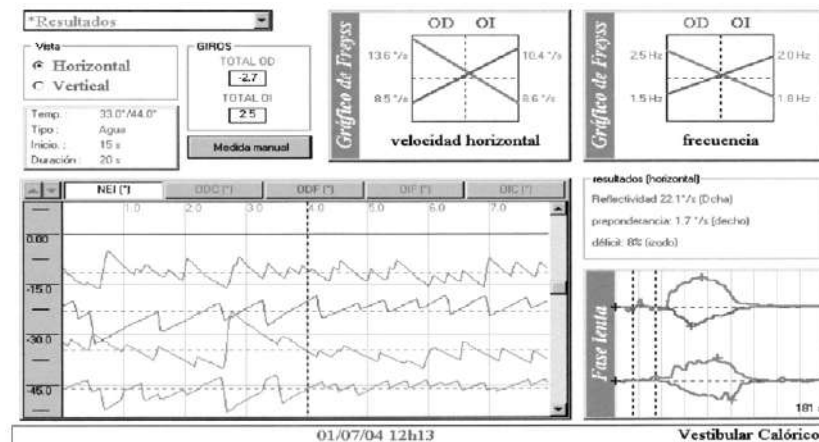 *Resultados
Vista
Horizontal
Vertical
GIROS
TOTAL OD
-2.7
TOTAL OI
2.5
Temp.: 33.0°/44.0°
Tipo: Agua
Inicio.: 15 s
Duración: 20 s
Medida manual
Gráfico de Freyss
OD OI
13.6 °/s
10.4 °/s
8.5 °/s
8.6 °/s
velocidad horizontal
Gráfico de Freyss
OD OI
2.5 Hz
2.0 Hz
1.5 Hz
1.8 Hz
frecuencia
NEI (°)
ODC (°)
ODF (°)
OIF (°)
OIC (°)
1.0 2.0 3.0 4.0 5.0 6.0 7.0
0.00
-15.0
-30.0
-45.0
resultados (horizontal)
Reflectividad 22.1°/s (Dcha)
preponderancia: 1.7 °/s (decho)
déficit: 8% (izqdo)
Fase lenta
181 s
01/07/04 12h13
Vestibular Calórico